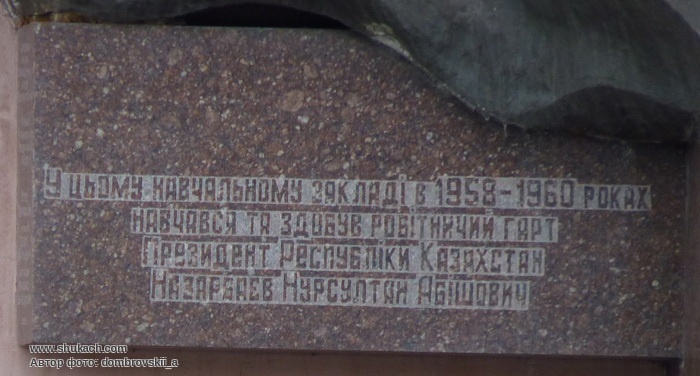 У цьому навчальному закладі в 1958-1960 роках
навчався та здобув робітничий гарт
Президент Республіки Казахстан
Назарбаєв Нурсултан Абішович
www.shukach.com
Автор фото: dombrovskii_a